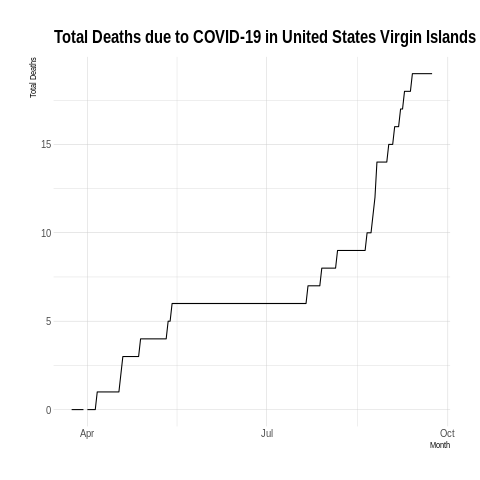 Total Deaths due to COVID-19 in United States Virgin Islands
Total Deaths
15
10
5
0
Apr
Jul
Oct
Month